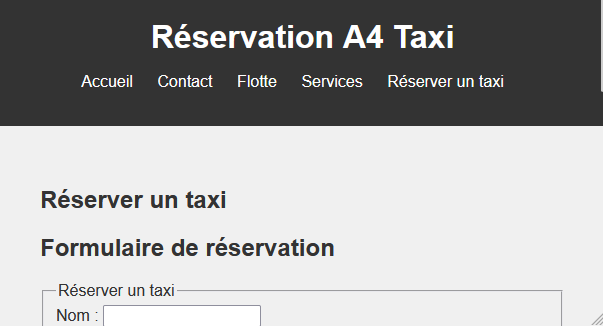 Réservation A4 Taxi
Accueil Contact Flotte Services Réserver un taxi
Réserver un taxi
Formulaire de réservation
Réserver un taxi
Nom :